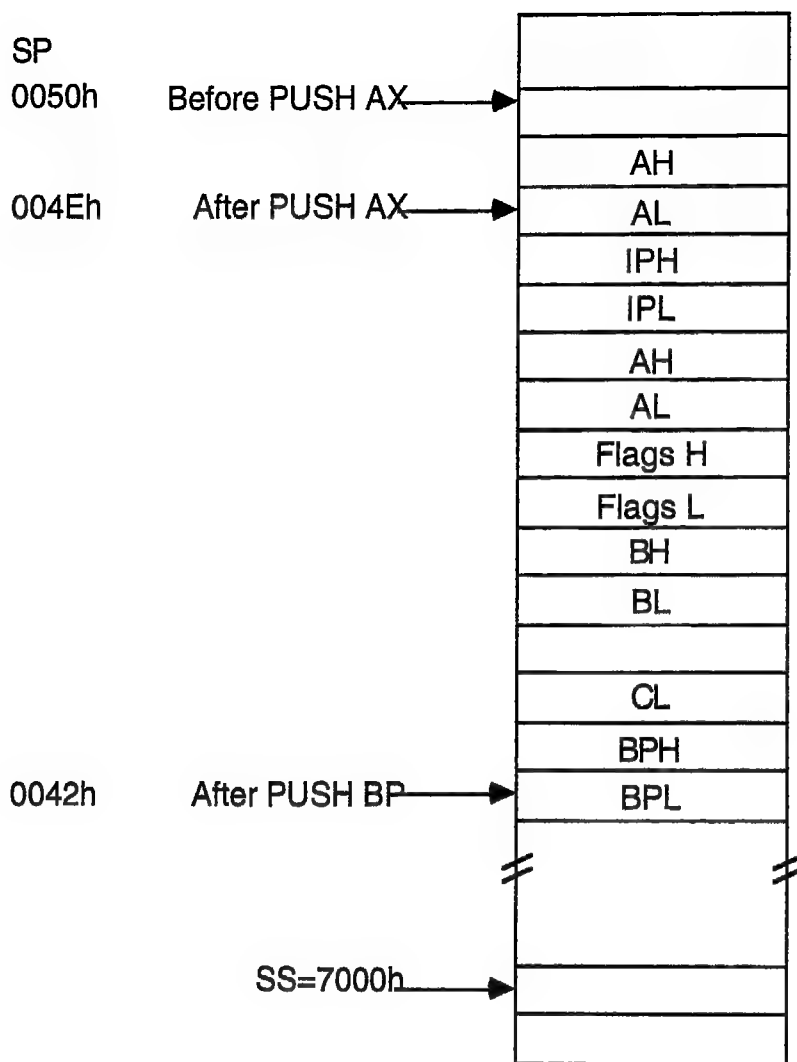 SP
0050h Before PUSH AX
AH
004Eh After PUSH AX AL
IPH
IPL
AH
AL
Flags H
Flags L
BH
BL
CL
BPH
0042h After PUSH BP BPL
SS=7000h